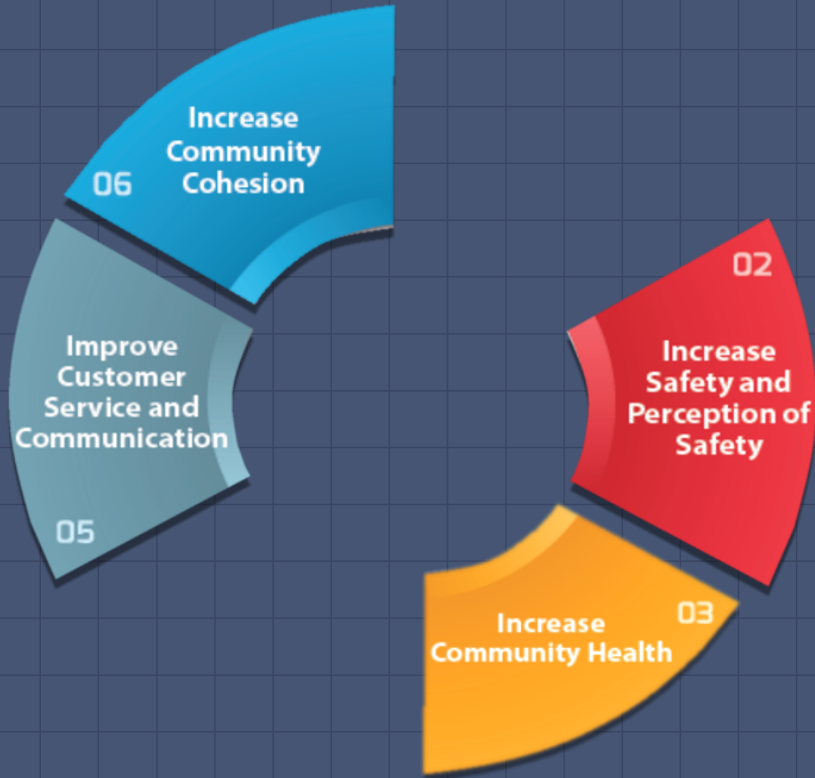 06
Increase
Community
Cohesion
02
Increase
Safety and
Perception of
Safety
03
Increase
Community Health
Improve
Customer
Service and
Communication
05